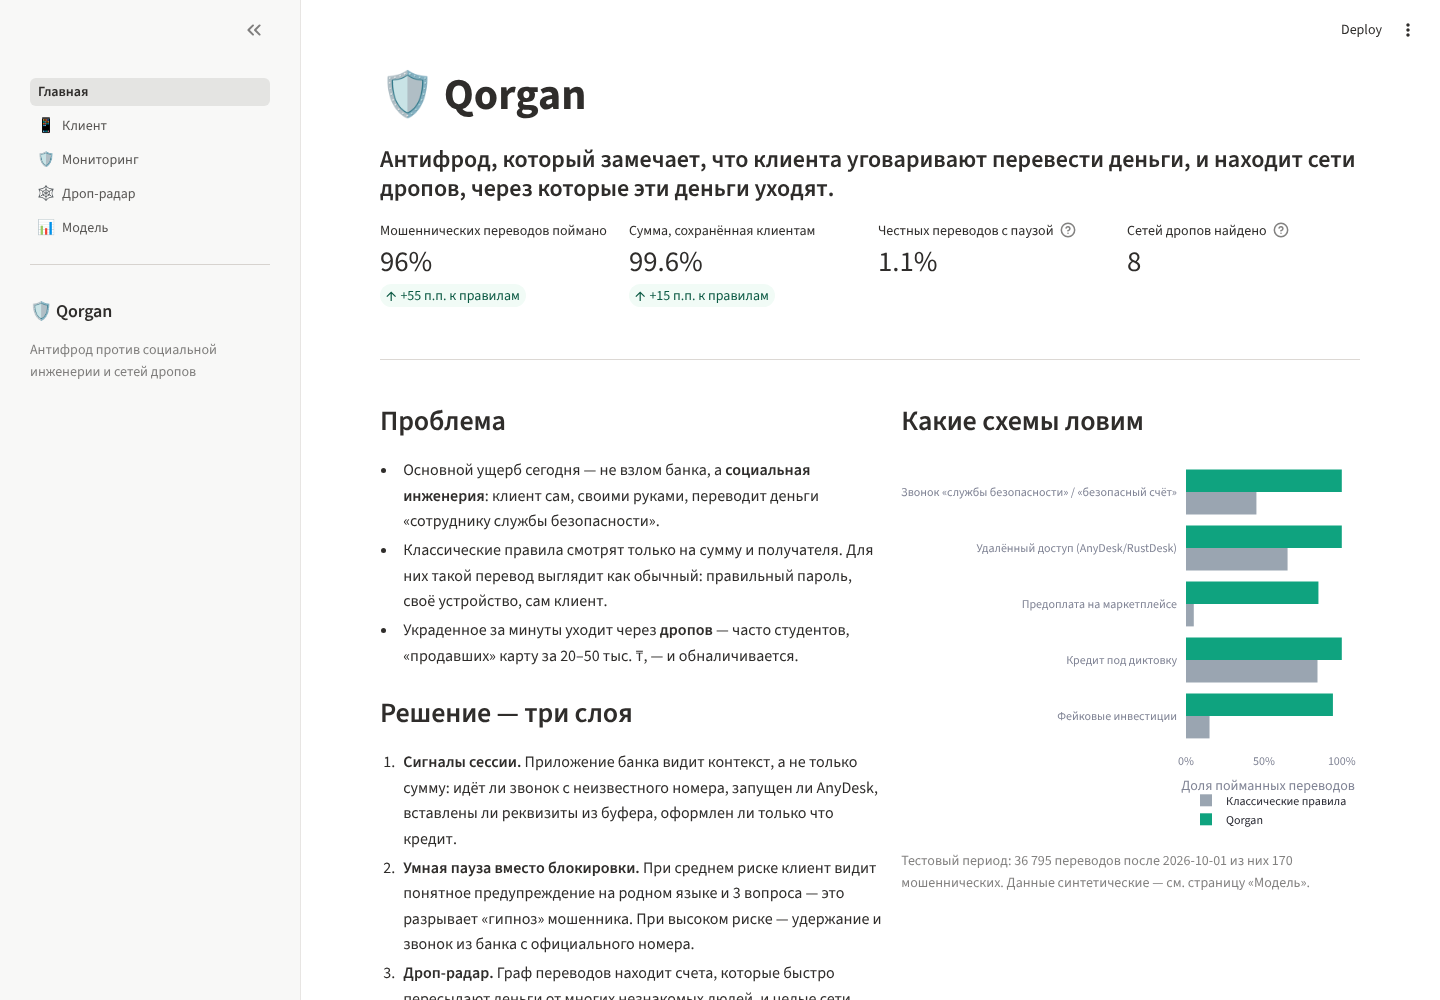 Deploy
Главная
Клиент
Мониторинг
Дроп-радар
Модель
Qorgan
Антифрод против социальной
инженерии и сетей дропов
Qorgan
Антифрод, который замечает, что клиента уговаривают перевести деньги, и находит сети
дропов, через которые эти деньги уходят.
Мошеннических переводов поймано
96%
+55 п.п. к правилам
Сумма, сохранённая клиентам
99.6%
+15 п.п. к правилам
Честных переводов с паузой
1.1%
Сетей дропов найдено
8
Проблема
Основной ущерб сегодня — не взлом банка, а социальная
инженерия: клиент сам, своими руками, переводит деньги
«сотруднику службы безопасности».
Классические правила смотрят только на сумму и получателя. Для
них такой перевод выглядит как обычный: правильный пароль,
своё устройство, сам клиент.
Украденное за минуты уходит через дропов — часто студентов,
«продавших» карту за 20–50 тыс. ₸, — и обналичивается.
Решение — три слоя
1. Сигналы сессии. Приложение банка видит контекст, а не только
сумму: идёт ли звонок с неизвестного номера, запущен ли AnyDesk,
вставлены ли реквизиты из буфера, оформлен ли только что
кредит.
2. Умная пауза вместо блокировки. При среднем риске клиент видит
понятное предупреждение на родном языке и 3 вопроса — это
разрывает «гипноз» мошенника. При высоком риске — удержание и
звонок из банка с официального номера.
3. Дроп-радар. Граф переводов находит счета, которые быстро
пересылают деньги от многих незнакомых людей, и целые сети
Какие схемы ловим
Звонок «службы безопасности» / «безопасный счёт»
Удалённый доступ (AnyDesk/RustDesk)
Предоплата на маркетплейсе
Кредит под диктовку
Фейковые инвестиции
0% 50% 100%
Доля пойманных переводов
Классические правила
Qorgan
Тестовый период: 36 795 переводов после 2026-10-01 из них 170
мошеннических. Данные синтетические — см. страницу «Модель».